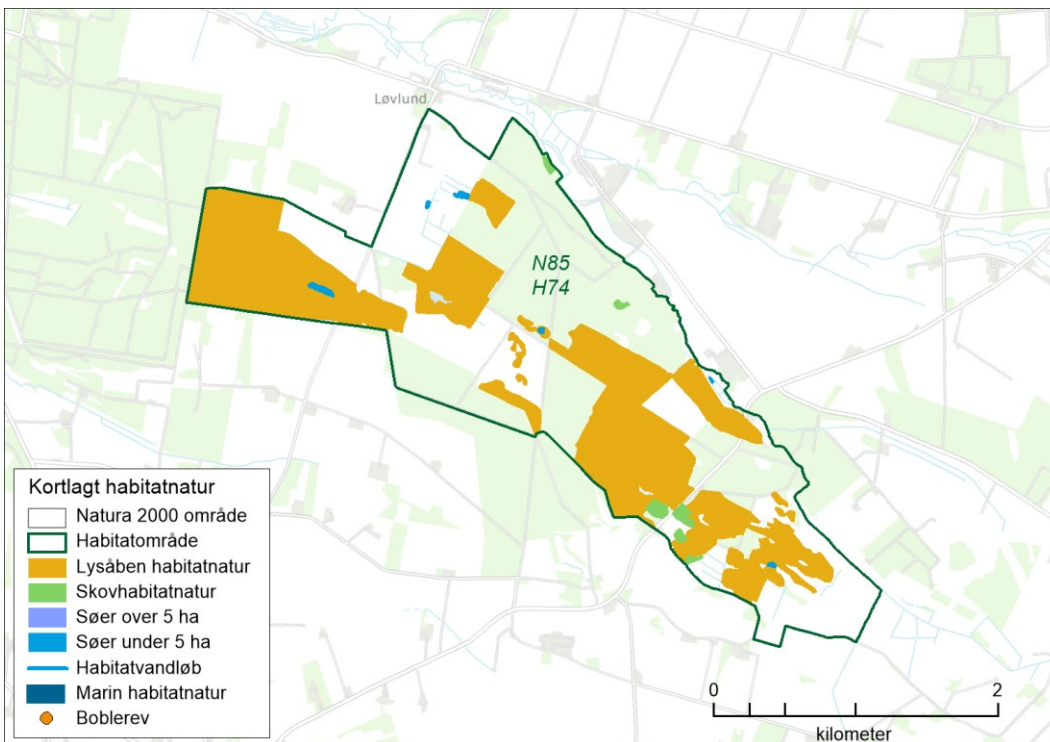 Løvlund
N85
H74
Kortlagt habitatnatur
Natura 2000 område
Habitatområde
Lysåben habitatnatur
Skovhabitatnatur
Søer over 5 ha
Søer under 5 ha
Habitatvandløb
Marin habitatnatur
Boblerev
0 2
kilometer